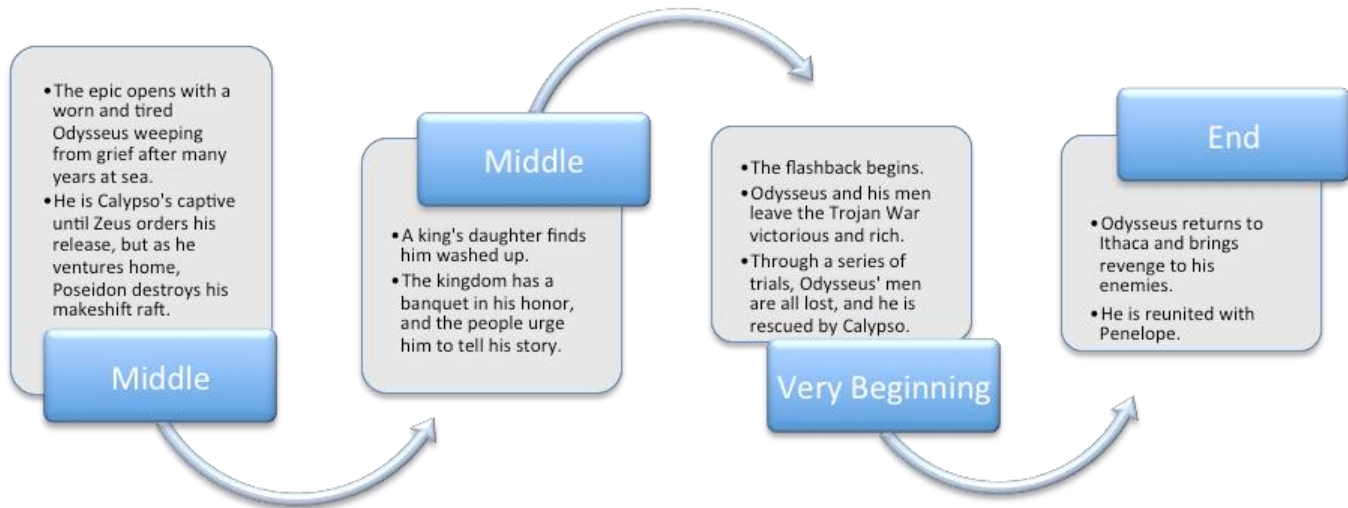 •The epic opens with a
worn and tired
Odysseus weeping
from grief after many
years at sea.
•He is Calypso's captive
until Zeus orders his
release, but as he
ventures home,
Poseidon destroys his
makeshift raft.
Middle
Middle
•A king's daughter finds
him washed up.
•The kingdom has a
banquet in his honor,
and the people urge
him to tell his story.
•The flashback begins.
•Odysseus and his men
leave the Trojan War
victorious and rich.
•Through a series of
trials, Odysseus' men
are all lost, and he is
rescued by Calypso.
Very Beginning
End
•Odysseus returns to
Ithaca and brings
revenge to his
enemies.
•He is reunited with
Penelope.